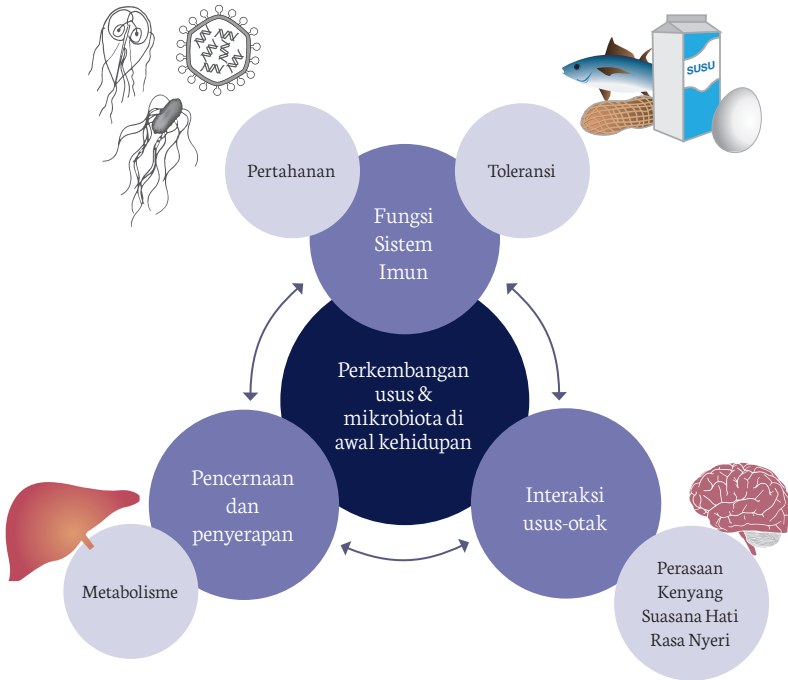 SUSU
Pertahanan
Toleransi
Fungsi
Sistem
Imun
Perkembangan
usus &
mikrobiota di
awal kehidupan
Pencernaan
dan
penyerapan
Interaksi
usus-otak
Metabolisme
Perasaan
Kenyang
Suasana Hati
Rasa Nyeri